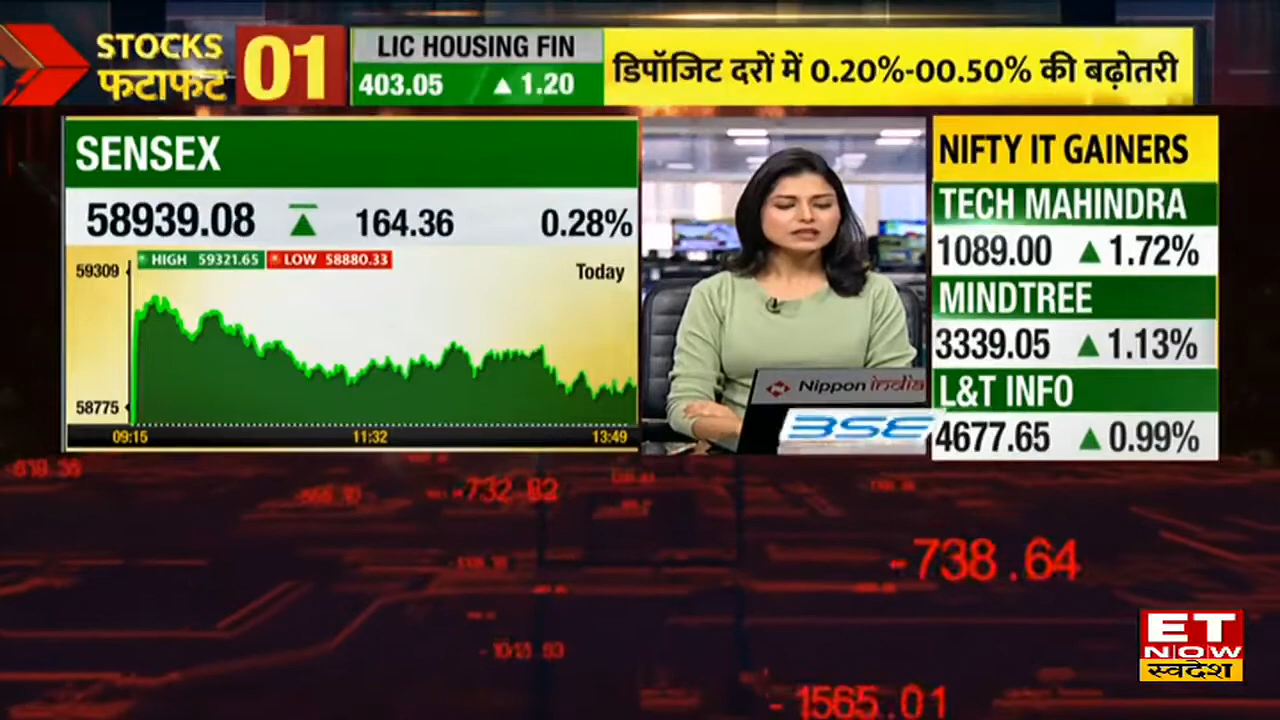 STOCKS
फटाफट
01
LIC HOUSING FIN
403.05 ▲ 1.20
डिपॉजिट दरों में 0.20%-00.50% की बढ़ोतरी
SENSEX
58939.08 ▲ 164.36 0.28%
HIGH 59321.65 LOW 58880.33
59309
Today
58775
09:15 11:32 13:49
Nippon india
BSE
NIFTY IT GAINERS
TECH MAHINDRA
1089.00 ▲ 1.72%
MINDTREE
3339.05 ▲ 1.13%
L&T INFO
4677.65 ▲ 0.99%
-732.82
-738.64
-1565.01
ET
NOW
स्वदेश